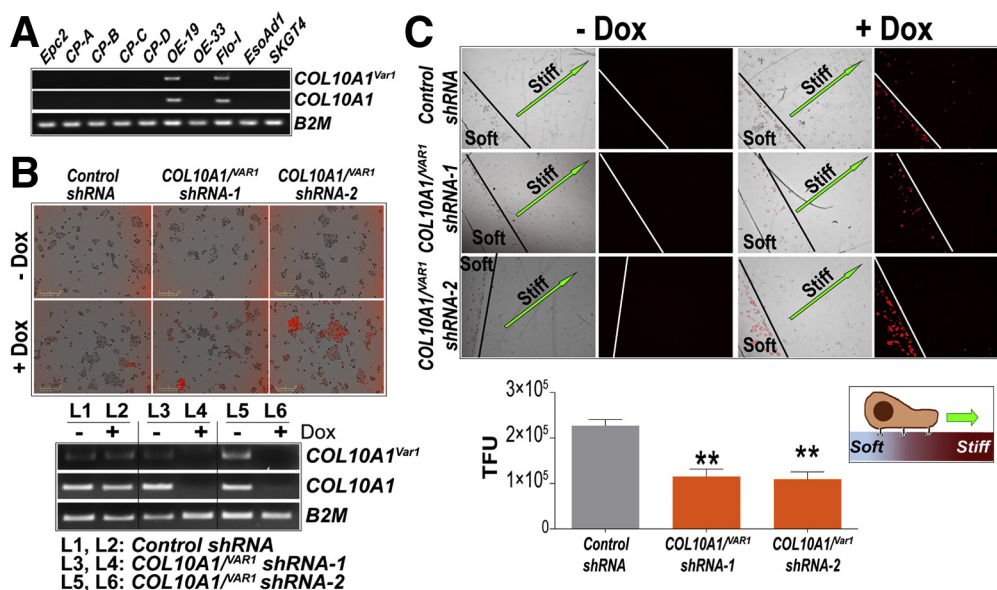 A
Epc2 CP-A CP-B CP-C CP-D OE-19 OE-33 Flo-I EsoAd1 SKGT4
COL10A1^Var1
COL10A1
B2M
B
Control shRNA
COL10A1/^VAR1 shRNA-1
COL10A1/^VAR1 shRNA-2
- Dox
+ Dox
L1 L2 L3 L4 L5 L6
- + - + - + Dox
COL10A1^Var1
COL10A1
B2M
L1, L2: Control shRNA
L3, L4: COL10A1/^VAR1 shRNA-1
L5, L6: COL10A1/^VAR1 shRNA-2
C
- Dox + Dox
Control shRNA
Stiff Soft Stiff Soft
COL10A1/^VAR1 shRNA-1
Stiff Soft Stiff Soft
COL10A1/^VAR1 shRNA-2
Soft Stiff Stiff Soft
TFU
3×10^5
2×10^5
1×10^5
0
** **
Control shRNA
COL10A1/^VAR1 shRNA-1
COL10A1/^Var1 shRNA-2
Soft Stiff